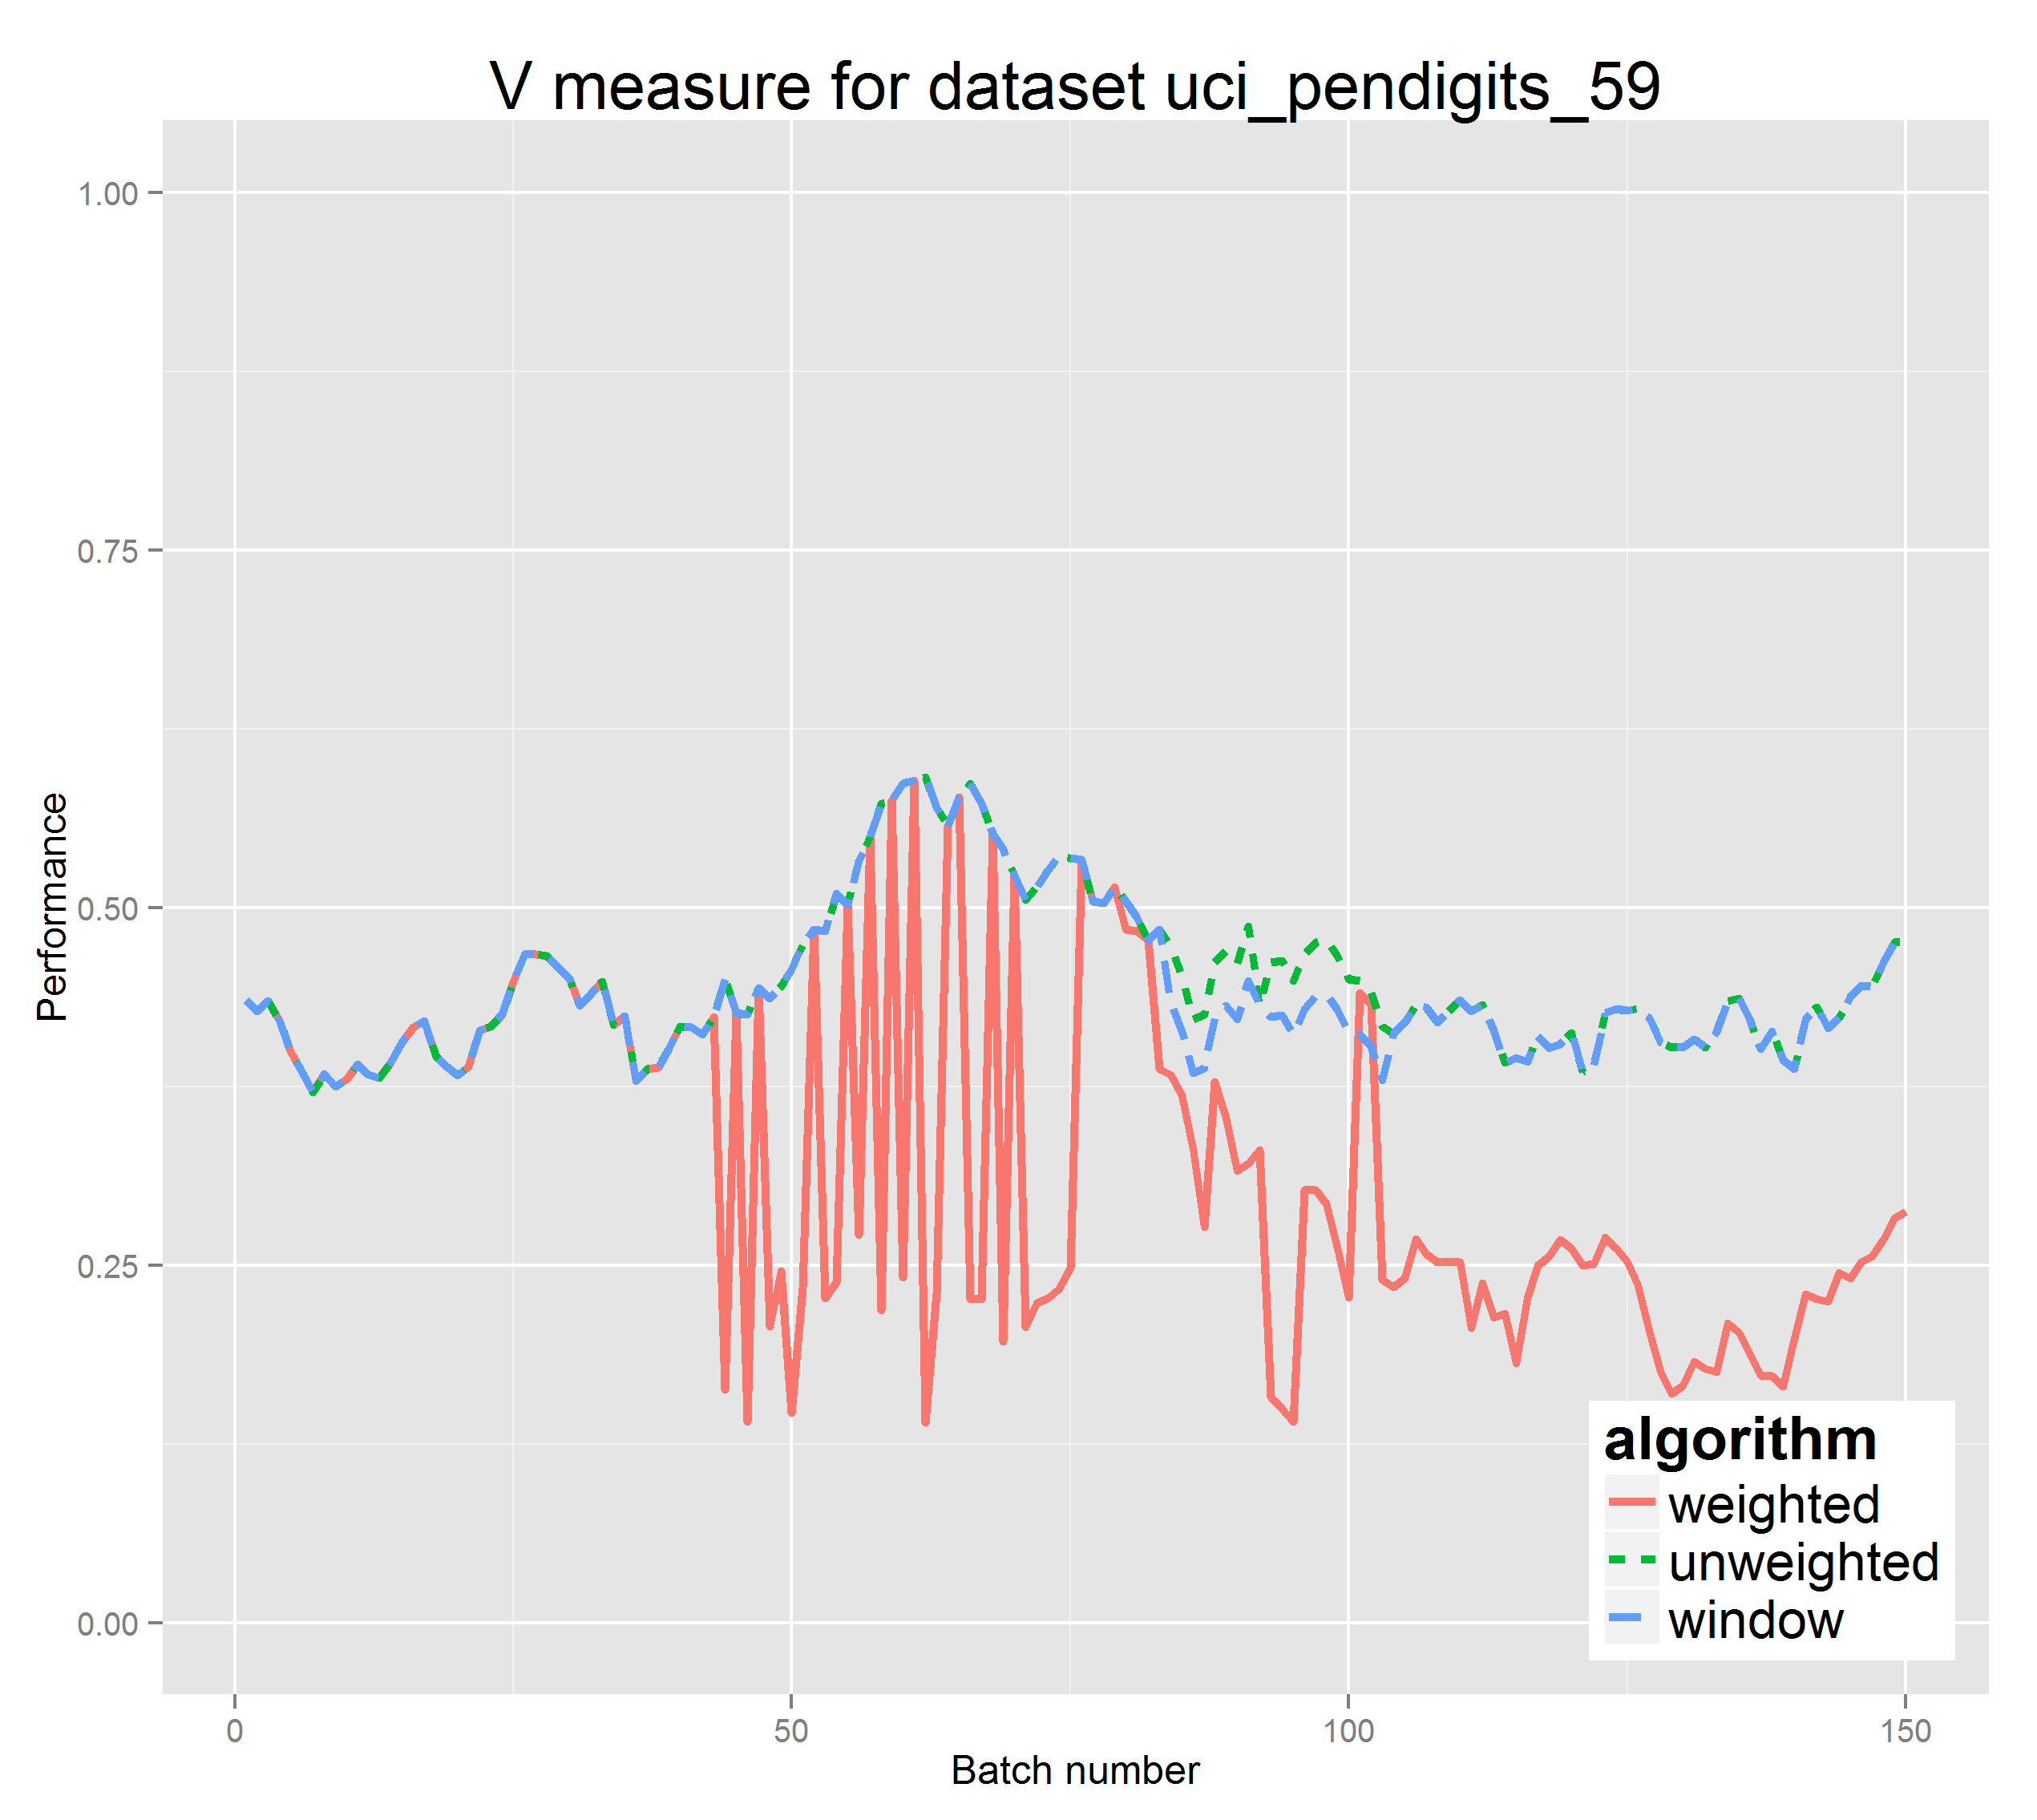 V measure for dataset uci_pendigits_59
1.00
0.75
0.50
0.25
0.00
Performance
0
50
100
150
Batch number
algorithm
weighted
unweighted
window